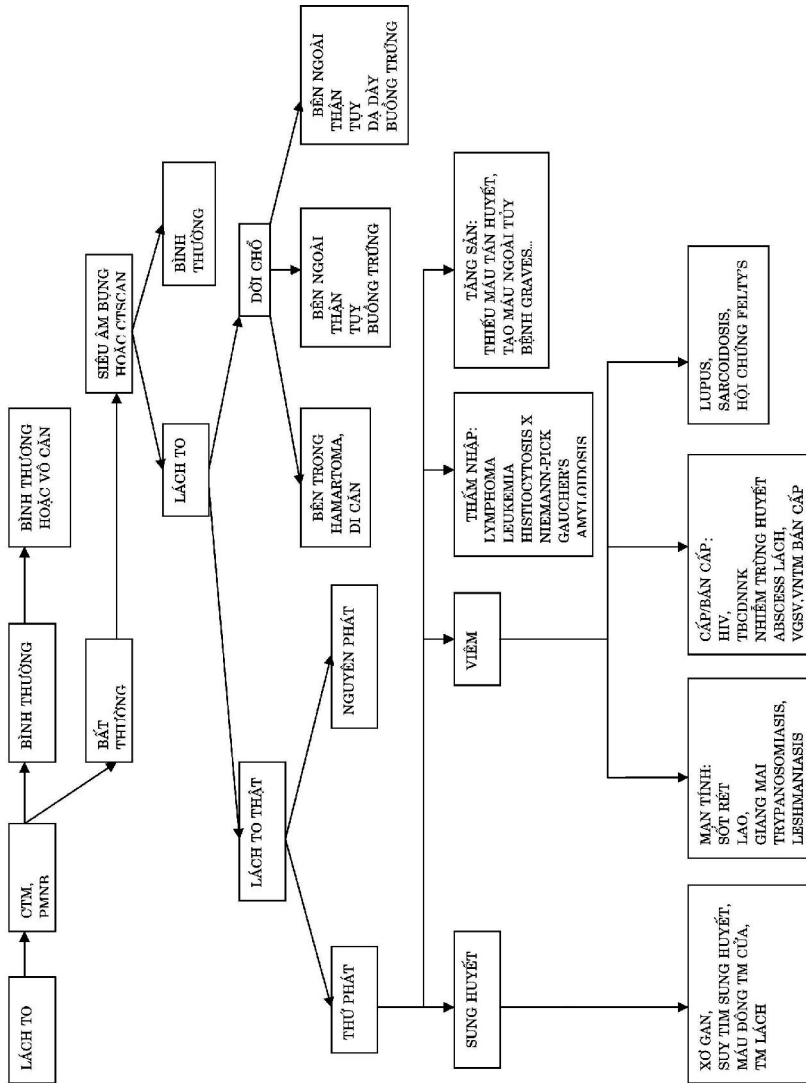 LÁCH TO
CTM,
PMNB
BÌNH THƯỜNG
BÌNH THƯƠNG
HOẶC VÔ CĂN
BẤT
THƯỜNG
SIÊU ÂM BỤNG
HOẶC CTSCAN
LÁCH TO
BÌNH
THƯỜNG
LÁCH TO THẬT
DỜI CHỔ
THỨ PHÁT
NGUYÊN PHÁT
BÊN TRONG
HAMARTOMA,
DI CĂN
BÊN NGOÀI
THẬN
TỤY
BUỒNG TRỨNG
BÊN NGOÀI
THẬN
TỤY
DẠ DÀY
BUỒNG TRỨNG
SUNG HUYẾT
VIÊM
THẤM NHẬP:
LYMPHOMA
LEUKEMIA
HISTIOCYTOSIS X
NIEMANN-PICK
GAUCHER'S
AMYLOIDOSIS
TĂNG SẢN:
THIẾU MÁU TÁN HUYẾT,
TẠO MÁU NGOÀI TỦY
BỆNH GRAVES...
XƠ GAN,
SUY TIM SUNG HUYẾT,
MÁU ĐÔNG TM CỬA,
TM LÁCH
MẠN TÍNH:
SỐT RÉT
LAO,
GIANG MAI
TRYPANOSOMIASIS,
LESHMANIASIS
CẤP/BÁN CẤP:
HIV,
TBCDNNK
NHIỄM TRÙNG HUYẾT
ABSCESS LÁCH,
VGSV,VNTM BÁN CẤP
LUPUS,
SARCOIDOSIS,
HỘI CHỨNG FELTY'S